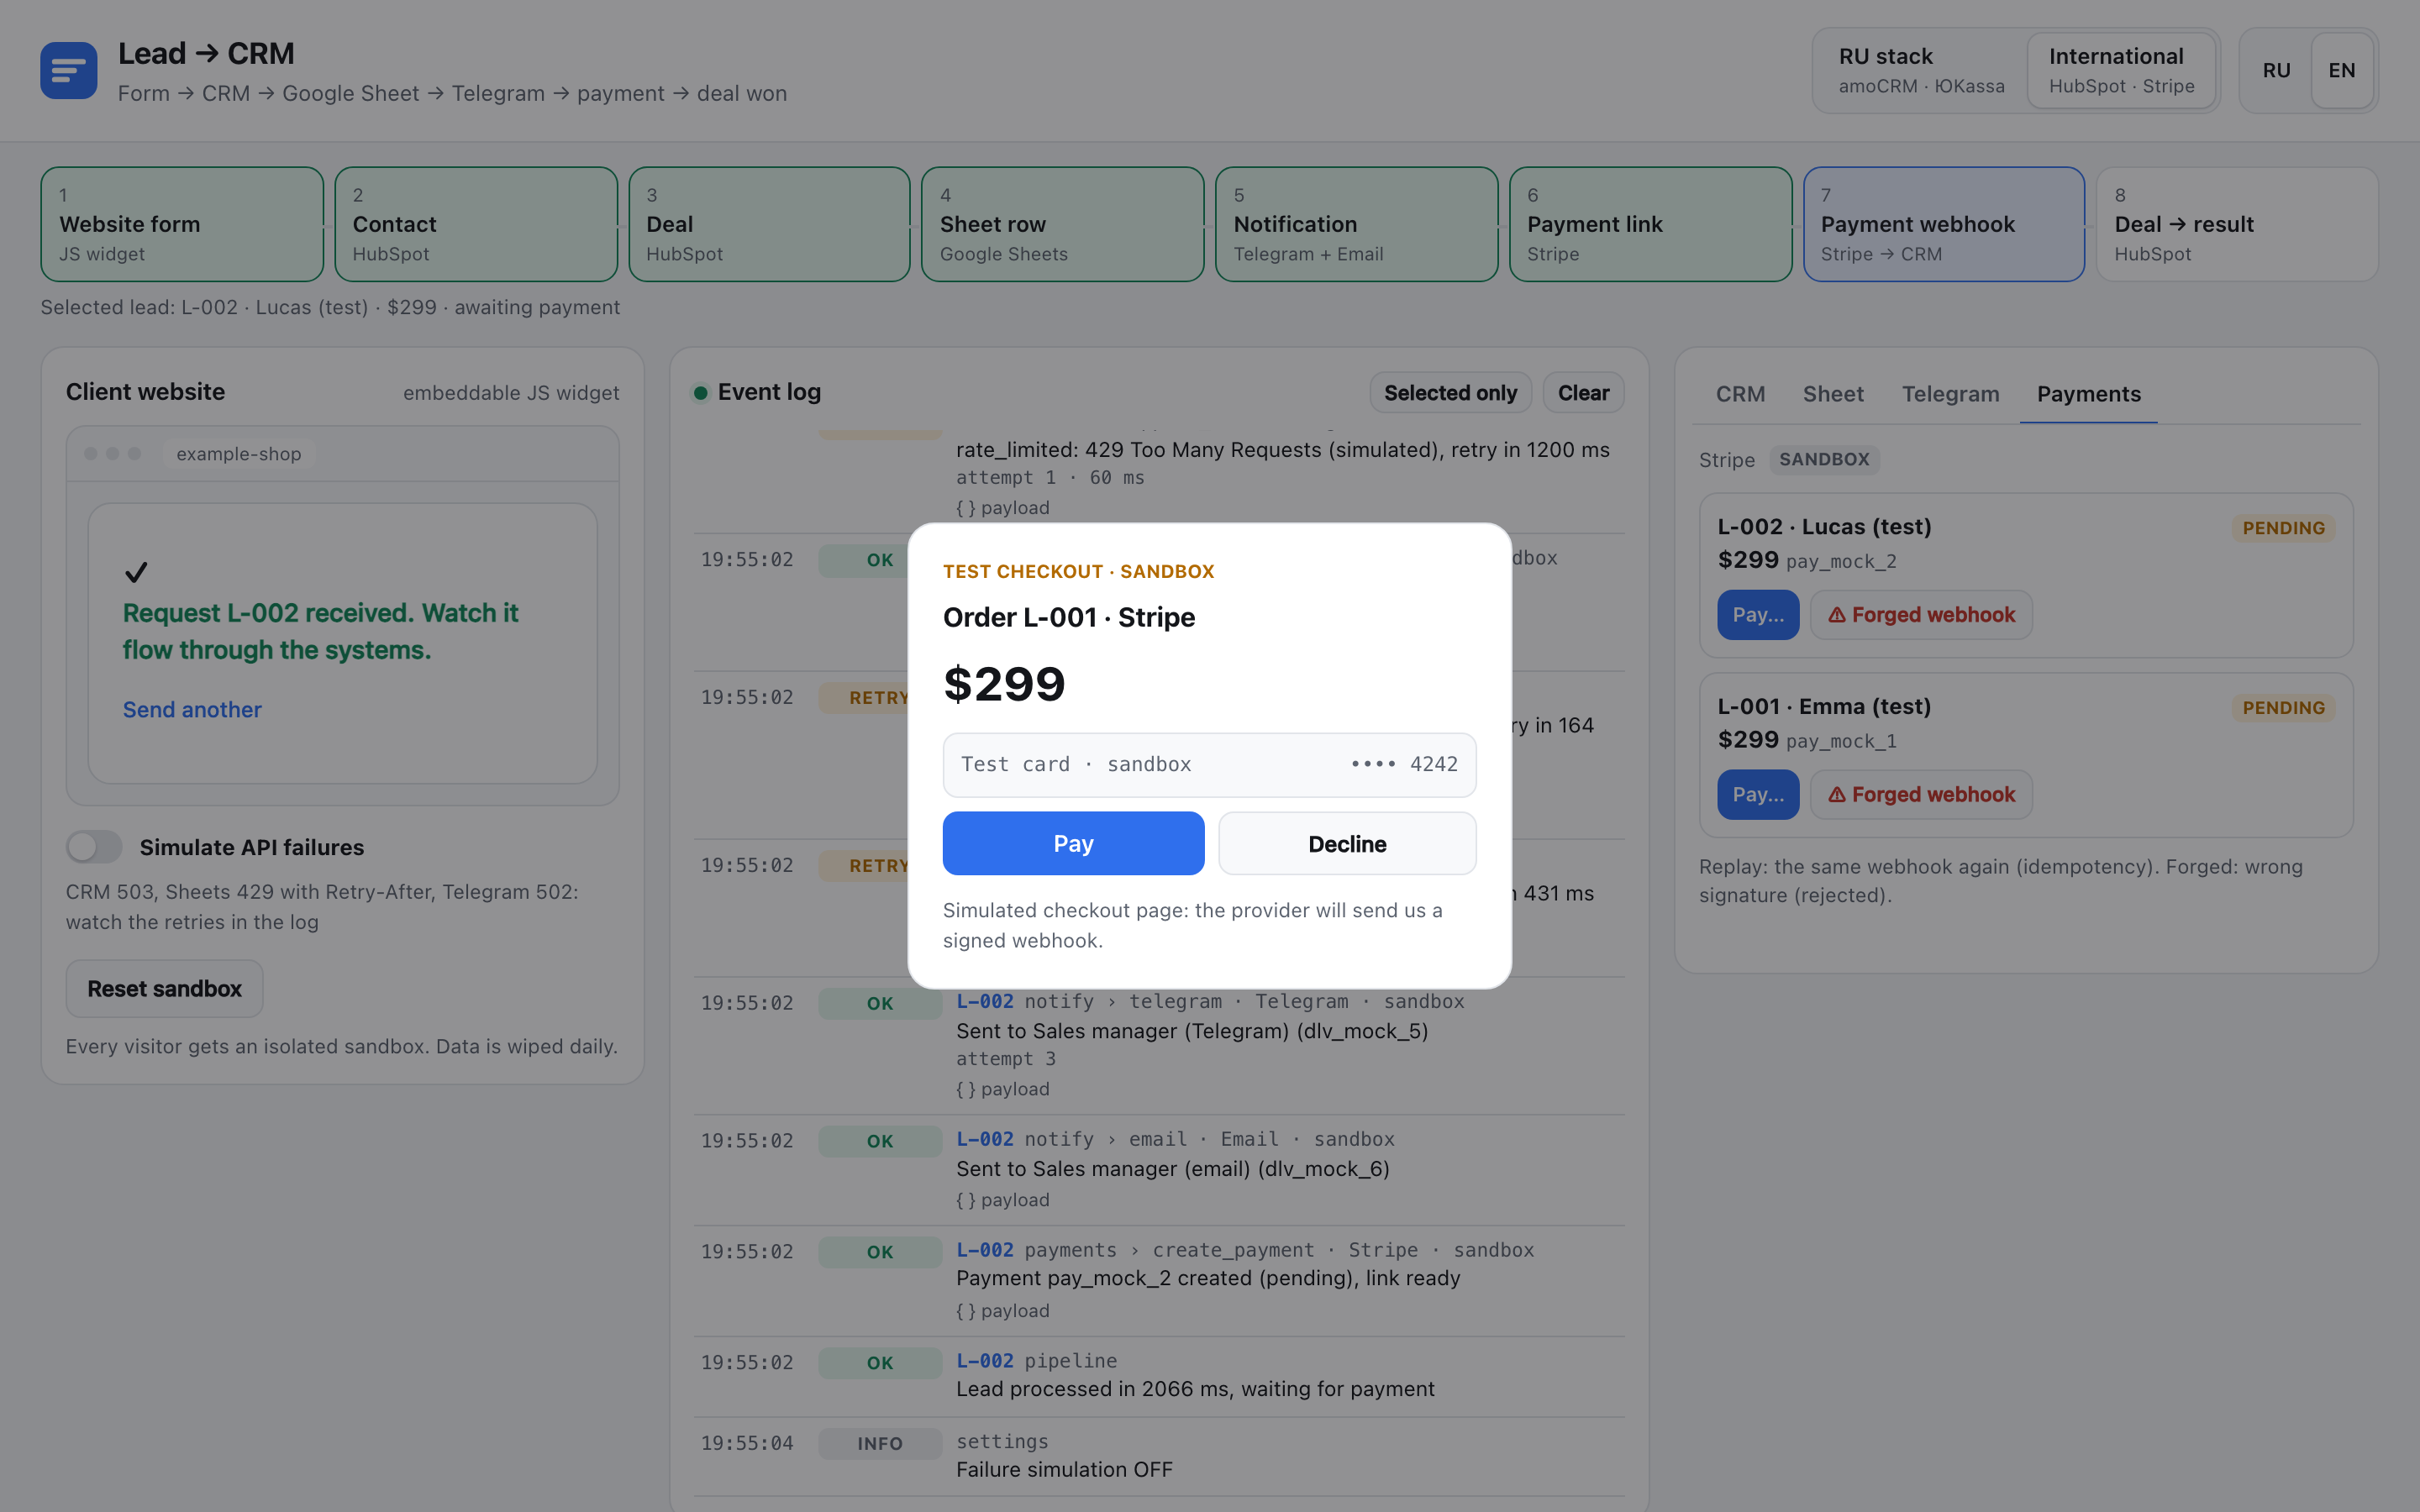 Lead → CRM
Form → CRM → Google Sheet → Telegram → payment → deal won
RU stack
amoCRM · ЮKassa
International
HubSpot · Stripe
RU
EN
1
Website form
JS widget
2
Contact
HubSpot
3
Deal
HubSpot
4
Sheet row
Google Sheets
5
Notification
Telegram + Email
6
Payment link
Stripe
7
Payment webhook
Stripe → CRM
8
Deal → result
HubSpot
Selected lead: L-002 · Lucas (test) · $299 · awaiting payment
Client website
embeddable JS widget
example-shop
✓
Request L-002 received. Watch it
flow through the systems.
Send another
Simulate API failures
CRM 503, Sheets 429 with Retry-After, Telegram 502:
watch the retries in the log
Reset sandbox
Every visitor gets an isolated sandbox. Data is wiped daily.
Event log
Selected only
Clear
rate_limited: 429 Too Many Requests (simulated), retry in 1200 ms
attempt 1 · 60 ms
{ } payload
19:55:02 OK
19:55:02 RETRY
in 164
19:55:02 RETRY
431 ms
19:55:02 OK L-002 notify › telegram · Telegram · sandbox
Sent to Sales manager (Telegram) (dlv_mock_5)
attempt 3
{ } payload
19:55:02 OK L-002 notify › email · Email · sandbox
Sent to Sales manager (email) (dlv_mock_6)
{ } payload
19:55:02 OK L-002 payments › create_payment · Stripe · sandbox
Payment pay_mock_2 created (pending), link ready
{ } payload
19:55:02 OK L-002 pipeline
Lead processed in 2066 ms, waiting for payment
19:55:04 INFO settings
Failure simulation OFF
TEST CHECKOUT · SANDBOX
Order L-001 · Stripe
$299
Test card · sandbox •••• 4242
Pay
Decline
Simulated checkout page: the provider will send us a
signed webhook.
CRM
Sheet
Telegram
Payments
Stripe SANDBOX
L-002 · Lucas (test) PENDING
$299 pay_mock_2
Pay...
⚠ Forged webhook
L-001 · Emma (test) PENDING
$299 pay_mock_1
Pay...
⚠ Forged webhook
Replay: the same webhook again (idempotency). Forged: wrong
signature (rejected).